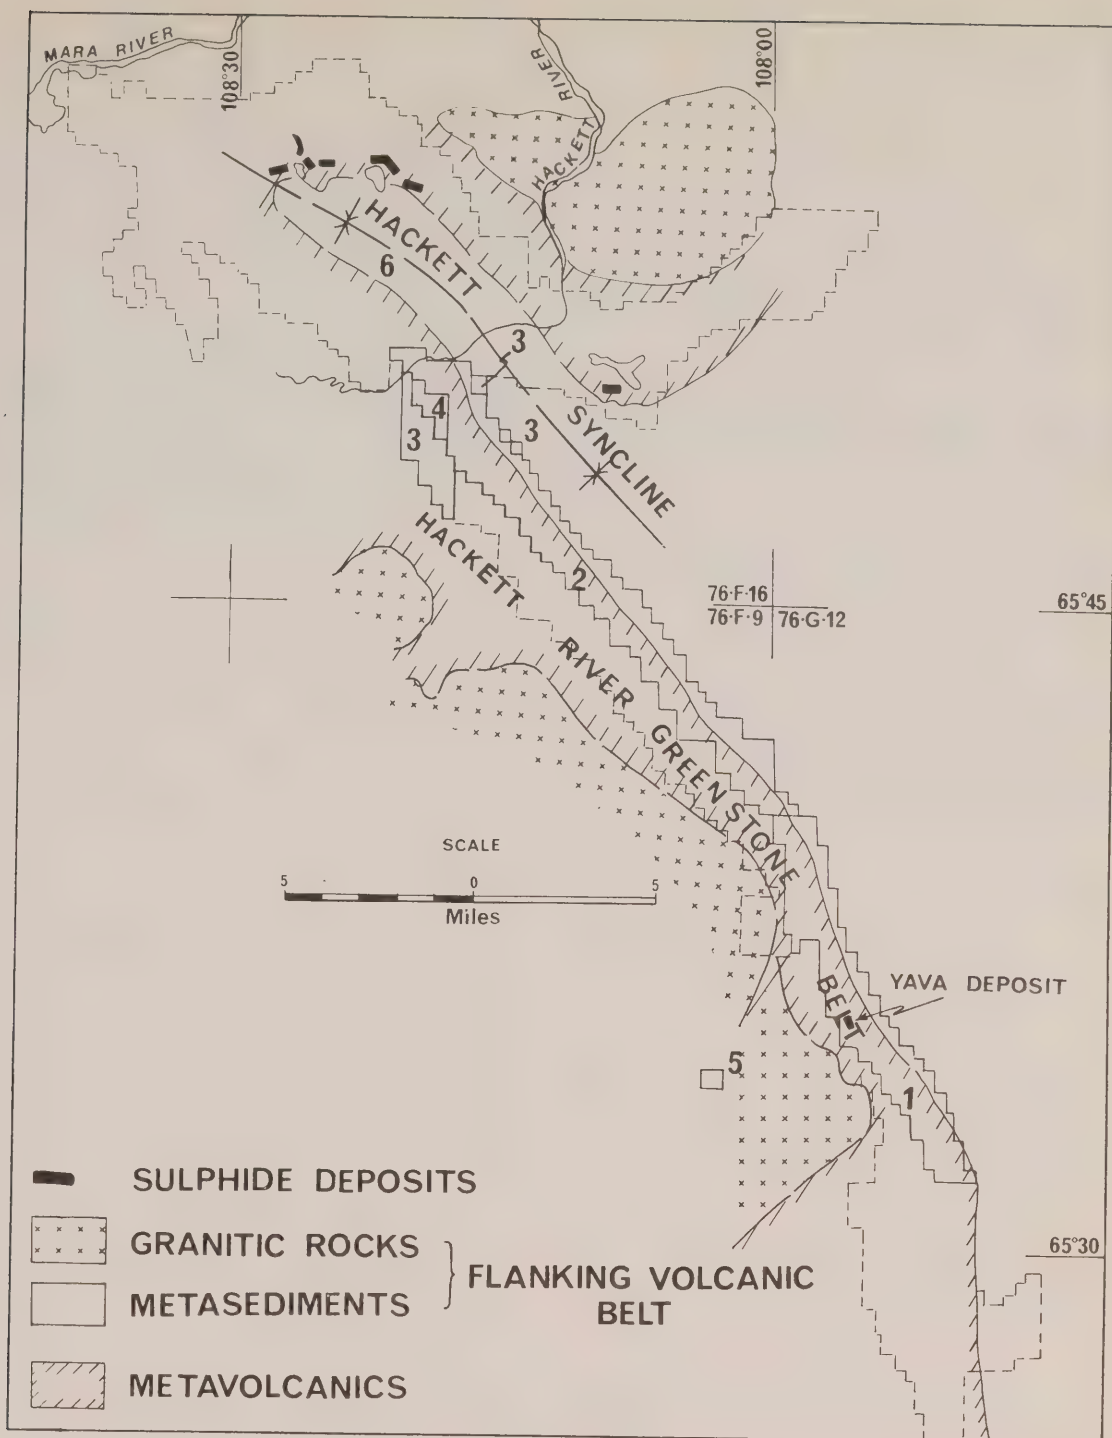 MARA RIVER
108°30'
HACKETT RIVER
108°00'
HACKETT
SYNCLINE
6
3
4
3
3
HACKETT RIVER GREENSTONE BELT
2
76·F·16
76·F·9 76·G·12
65°45'
SCALE
5 0 5
Miles
YAVA DEPOSIT
5
1
SULPHIDE DEPOSITS
GRANITIC ROCKS
METASEDIMENTS
FLANKING VOLCANIC
BELT
METAVOLCANICS
65°30'